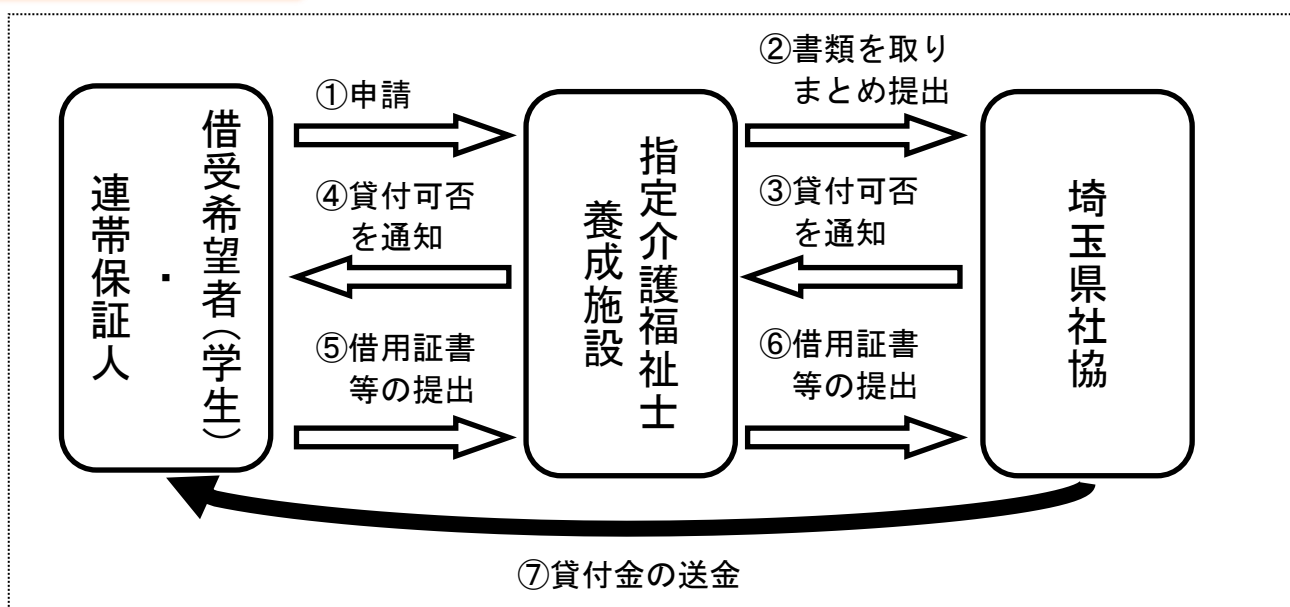 借受希望者（学生）
・
連帯保証人
①申請
④貸付可否
を通知
⑤借用証書
等の提出
指定介護福祉士
養成施設
②書類を取り
まとめ提出
③貸付可否
を通知
⑥借用証書
等の提出
埼玉県社協
⑦貸付金の送金